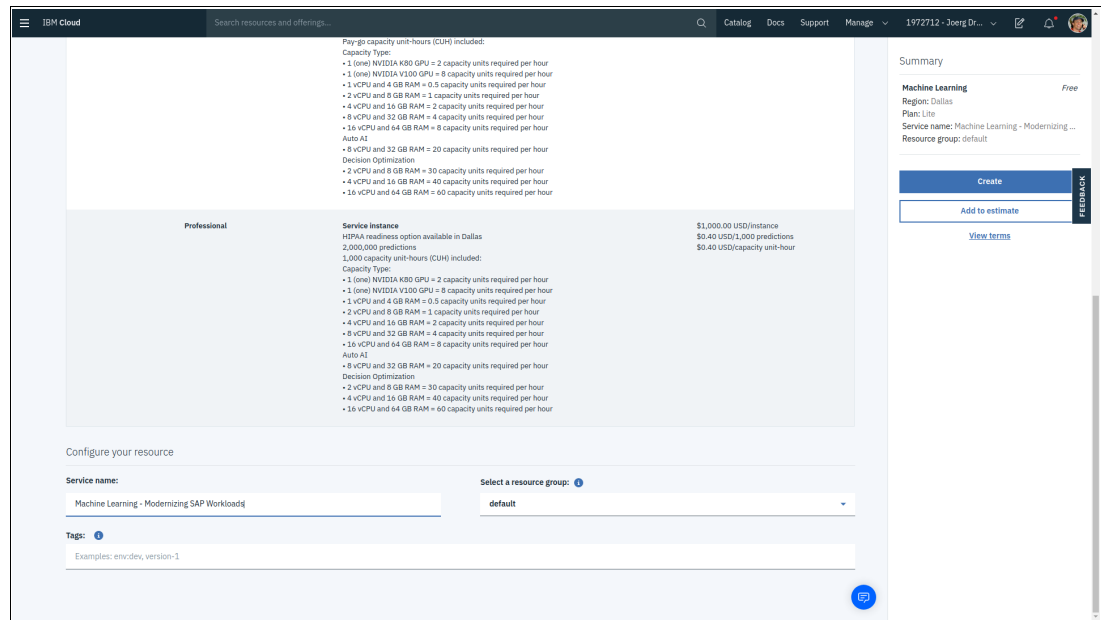 IBM Cloud
Search resources and offerings...
Catalog Docs Support Manage 1972712 - Joerg Dr...
Pay-go capacity unit-hours (CUH) included:
Capacity Type:
• 1 (one) NVIDIA K80 GPU = 2 capacity units required per hour
• 1 (one) NVIDIA V100 GPU = 8 capacity units required per hour
• 1 vCPU and 4 GB RAM = 0.5 capacity units required per hour
• 2 vCPU and 8 GB RAM = 1 capacity units required per hour
• 4 vCPU and 16 GB RAM = 2 capacity units required per hour
• 8 vCPU and 32 GB RAM = 4 capacity units required per hour
• 16 vCPU and 64 GB RAM = 8 capacity units required per hour
Auto AI
• 8 vCPU and 32 GB RAM = 20 capacity units required per hour
Decision Optimization
• 2 vCPU and 8 GB RAM = 30 capacity units required per hour
• 4 vCPU and 16 GB RAM = 40 capacity units required per hour
• 16 vCPU and 64 GB RAM = 60 capacity units required per hour
Professional
Service instance
HIPAA readiness option available in Dallas
2,000,000 predictions
1,000 capacity unit-hours (CUH) included:
Capacity Type:
• 1 (one) NVIDIA K80 GPU = 2 capacity units required per hour
• 1 (one) NVIDIA V100 GPU = 8 capacity units required per hour
• 1 vCPU and 4 GB RAM = 0.5 capacity units required per hour
• 2 vCPU and 8 GB RAM = 1 capacity units required per hour
• 4 vCPU and 16 GB RAM = 2 capacity units required per hour
• 8 vCPU and 32 GB RAM = 4 capacity units required per hour
• 16 vCPU and 64 GB RAM = 8 capacity units required per hour
Auto AI
• 8 vCPU and 32 GB RAM = 20 capacity units required per hour
Decision Optimization
• 2 vCPU and 8 GB RAM = 30 capacity units required per hour
• 4 vCPU and 16 GB RAM = 40 capacity units required per hour
• 16 vCPU and 64 GB RAM = 60 capacity units required per hour
$1,000.00 USD/instance
$0.40 USD/1,000 predictions
$0.40 USD/capacity unit-hour
Configure your resource
Service name:
Machine Learning - Modernizing SAP Workloads
Select a resource group:
default
Tags:
Examples: env:dev, version-1
Summary
Machine Learning Free
Region: Dallas
Plan: Lite
Service name: Machine Learning - Modernizing ...
Resource group: default
Create
Add to estimate
View terms
FEEDBACK